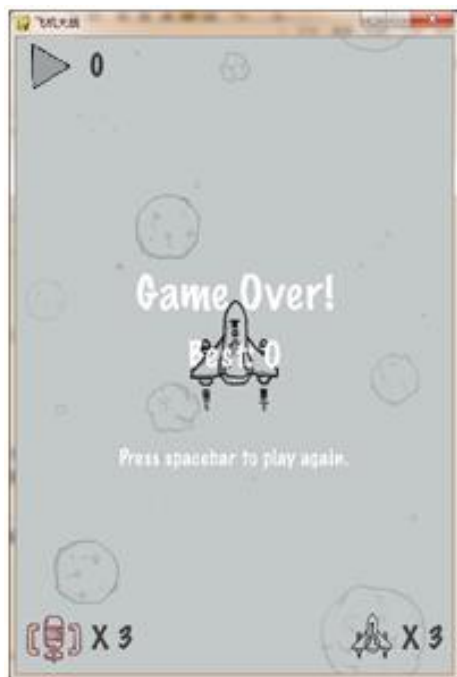 飞机大战
0
Game Over!
Best: 0
Press spacebar to play again.
X 3
X 3